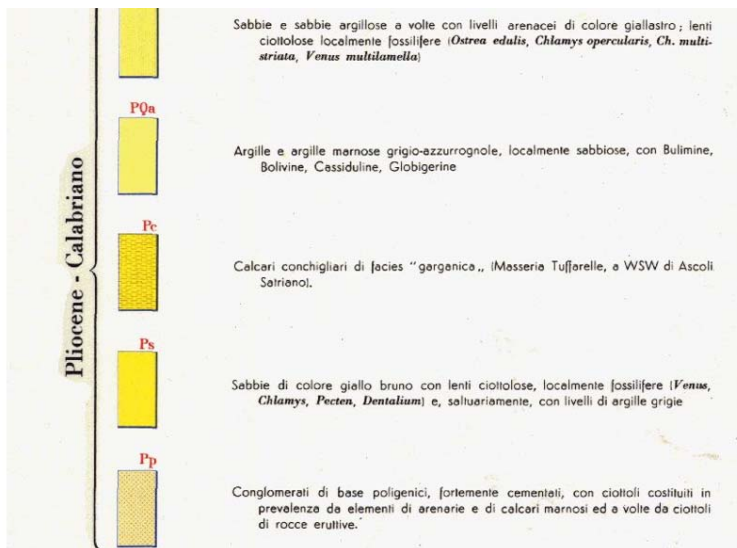 Sabbie e sabbie argillose a volte con livelli arenacei di colore giallastro; lenti
ciottolose localmente fossilifere (Ostrea edulis, Chlamys opercularis, Ch. multi-
striata, Venus multilamella)
PQa
Argille e argille marnose grigio-azzurrognole, localmente sabbiose, con Bulimine,
Bolivine, Cassiduline, Globigerine
Pliocene - Calabriano
Pc
Calcari conchigliari di facies "garganica„ (Masseria Tuffarelle, a WSW di Ascoli
Satriano).
Ps
Sabbie di colore giallo bruno con lenti ciottolose, localmente fossilifere (Venus,
Chlamys, Pecten, Dentalium) e, saltuariamente, con livelli di argille grigie
Pp
Conglomerati di base poligenici, fortemente cementati, con ciottoli costituiti in
prevalenza da elementi di arenarie e di calcari marnosi ed a volte da ciottoli
di rocce eruttive.